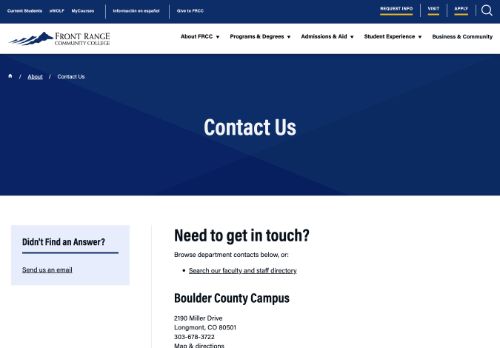 Current Students eWOLF MyCourses Información en español Give to FRCC REQUEST INFO VISIT APPLY
FRONT RANGE
COMMUNITY COLLEGE
About FRCC ▼ Programs & Degrees ▼ Admissions & Aid ▼ Student Experience ▼ Business & Community
/ About / Contact Us
Contact Us
Didn't Find an Answer?
Send us an email
Need to get in touch?
Browse department contacts below, or:
• Search our faculty and staff directory
Boulder County Campus
2190 Miller Drive
Longmont, CO 80501
303-678-3722
Map & directions